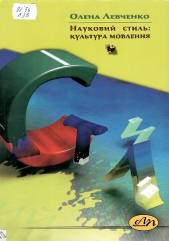 Олена Левченко
Науковий стиль:
культура мовлення